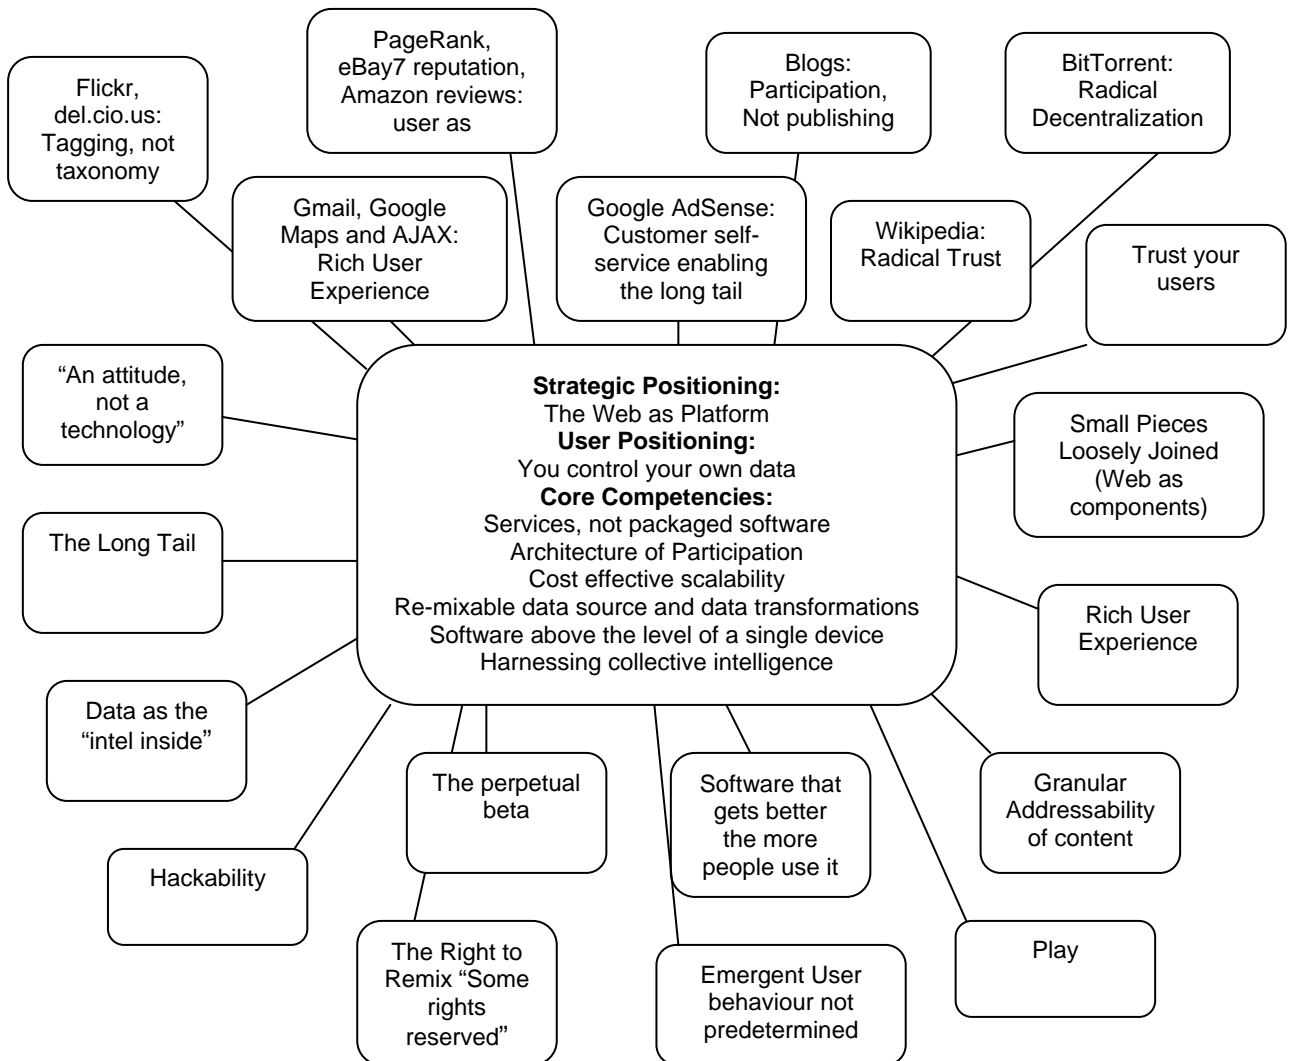 PageRank,
eBay7 reputation,
Amazon reviews:
user as
Blogs:
Participation,
Not publishing
BitTorrent:
Radical
Decentralization
Flickr,
del.cio.us:
Tagging, not
taxonomy
Gmail, Google
Maps and AJAX:
Rich User
Experience
Google AdSense:
Customer self-
service enabling
the long tail
Wikipedia:
Radical Trust
Trust your
users
“An attitude,
not a
technology”
Strategic Positioning:
The Web as Platform
User Positioning:
You control your own data
Core Competencies:
Services, not packaged software
Architecture of Participation
Cost effective scalability
Re-mixable data source and data transformations
Software above the level of a single device
Harnessing collective intelligence
Small Pieces
Loosely Joined
(Web as
components)
The Long Tail
Rich User
Experience
Data as the
“intel inside”
The perpetual
beta
Software that
gets better
the more
people use it
Granular
Addressability
of content
Hackability
The Right to
Remix “Some
rights
reserved”
Emergent User
behaviour not
predetermined
Play